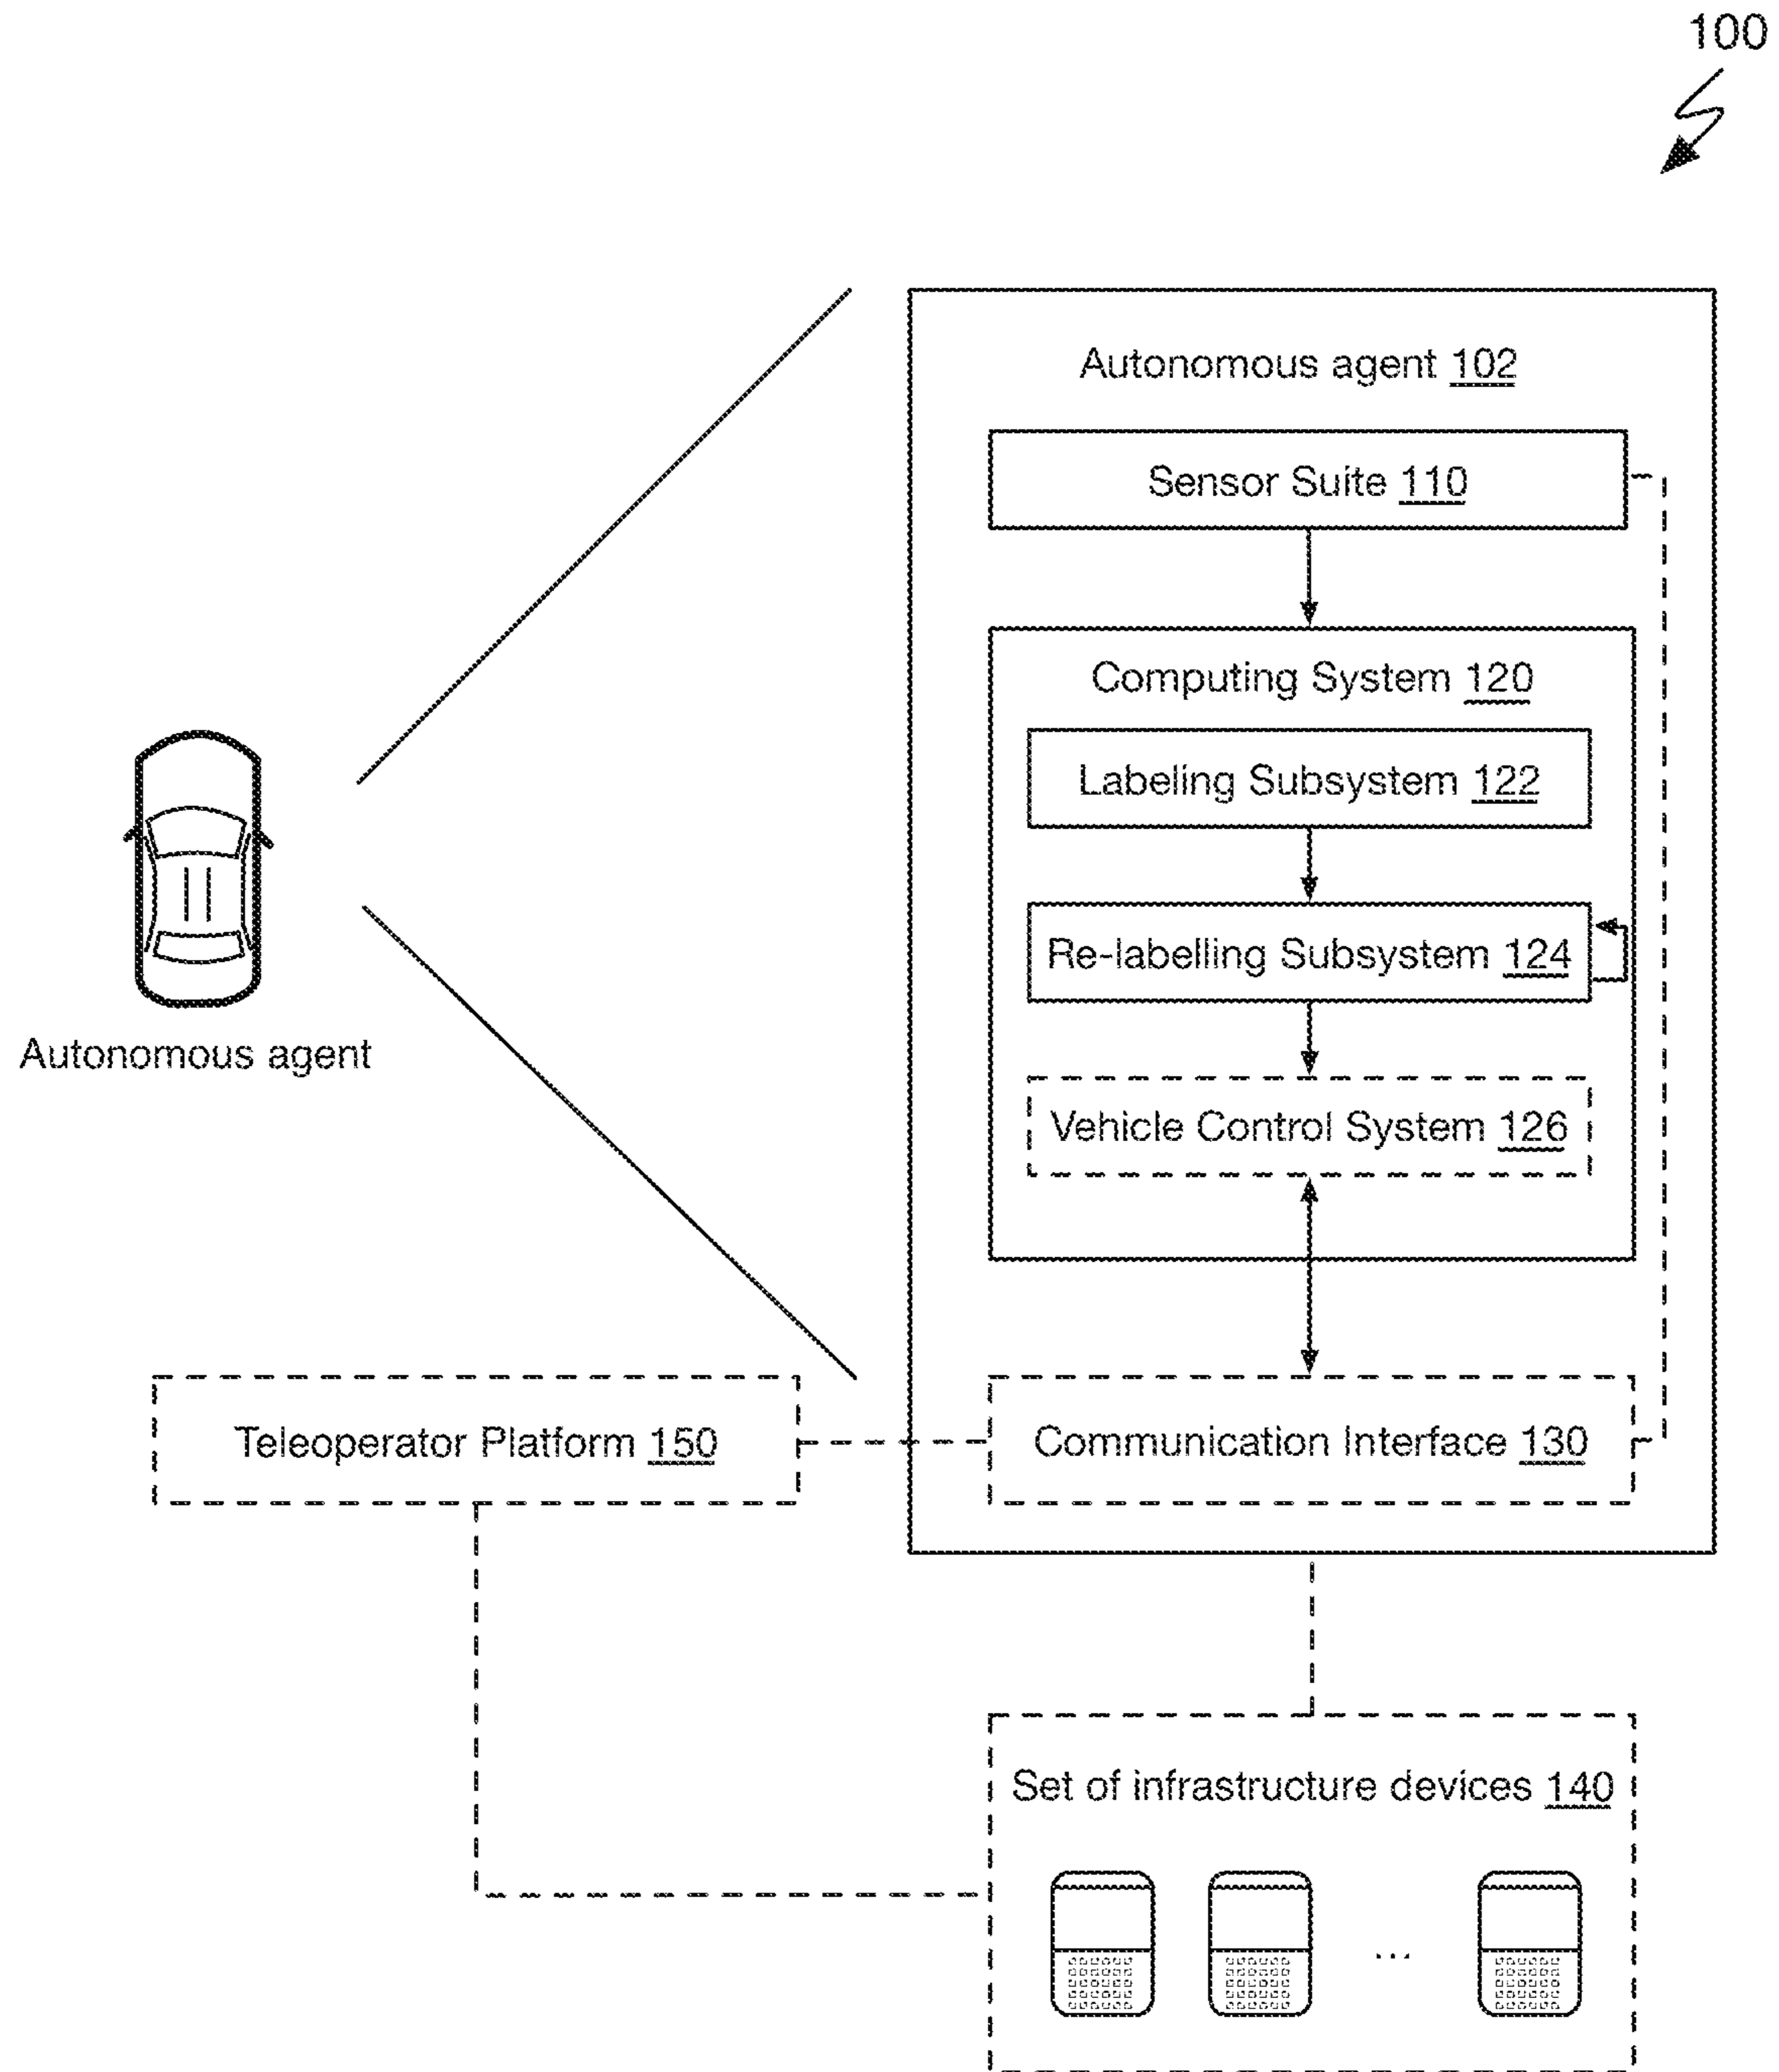 100
Autonomous agent 102
Sensor Suite 110
Computing System 120
Labeling Subsystem 122
Re-labelling Subsystem 124
Autonomous agent
Vehicle Control System 126
Teleoperator Platform 150
Communication Interface 130
Set of infrastructure devices 140
...